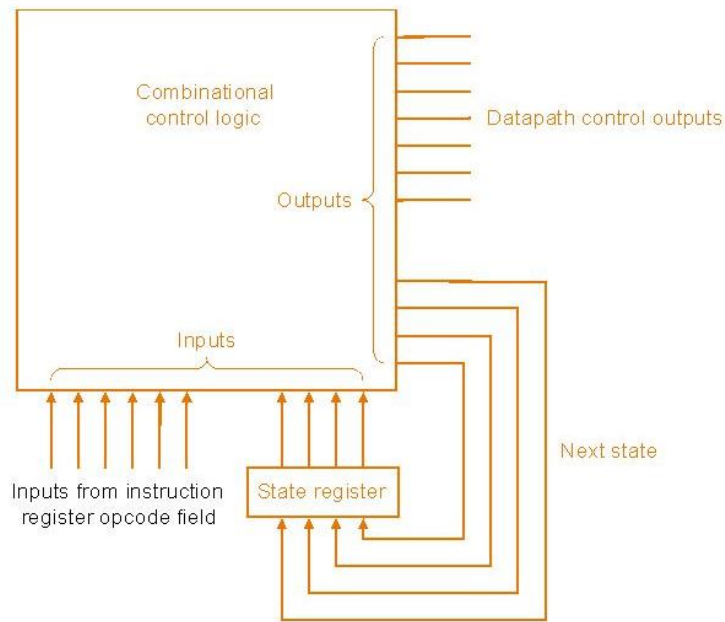 Combinational
control logic
Datapath control outputs
Outputs
Inputs
Next state
Inputs from instruction
register opcode field
State register